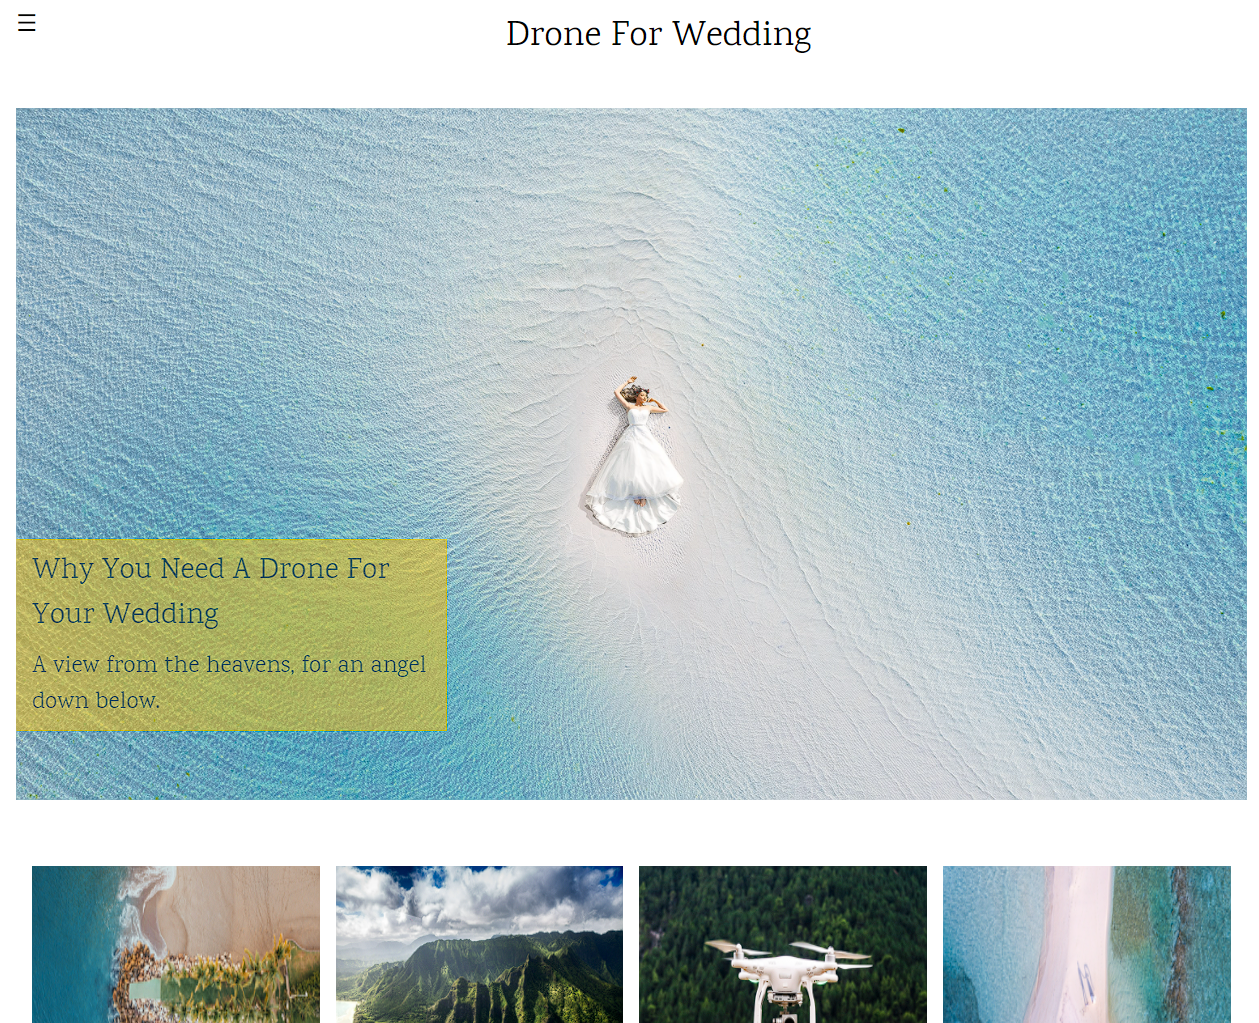 ☰
Drone For Wedding
Why You Need A Drone For
Your Wedding
A view from the heavens, for an angel
down below.